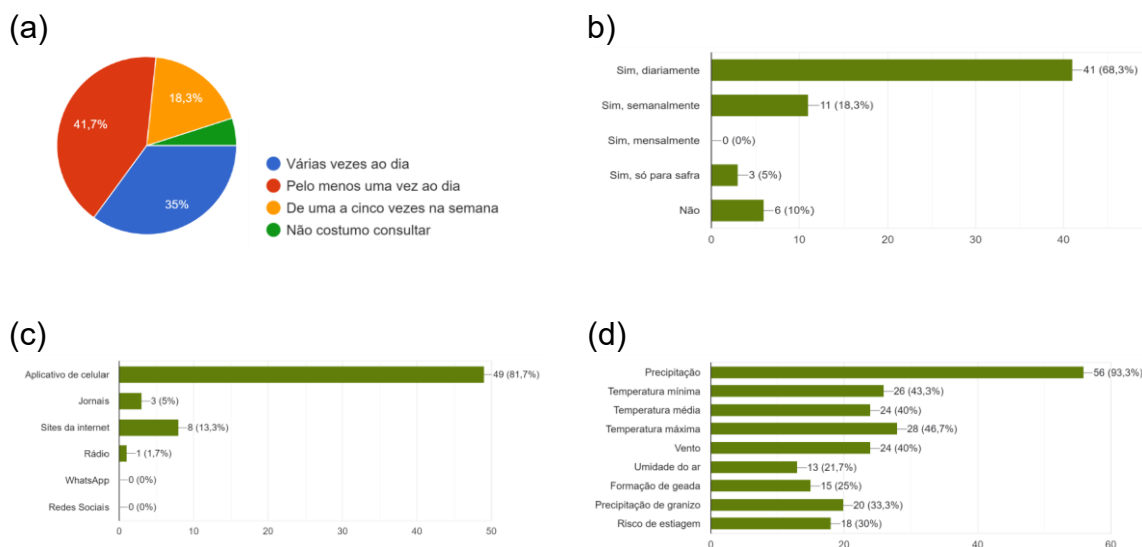 (a)
41,7%
18,3%
35%
Várias vezes ao dia
Pelo menos uma vez ao dia
De uma a cinco vezes na semana
Não costumo consultar
b)
Sim, diariamente
41 (68,3%)
Sim, semanalmente
11 (18,3%)
Sim, mensalmente
0 (0%)
Sim, só para safra
3 (5%)
Não
6 (10%)
0 10 20 30 40
(c)
Aplicativo de celular
49 (81,7%)
Jornais
3 (5%)
Sites da internet
8 (13,3%)
Rádio
1 (1,7%)
WhatsApp
0 (0%)
Redes Sociais
0 (0%)
0 10 20 30 40 50
(d)
Precipitação
56 (93,3%)
Temperatura mínima
26 (43,3%)
Temperatura média
24 (40%)
Temperatura máxima
28 (46,7%)
Vento
24 (40%)
Umidade do ar
13 (21,7%)
Formação de geada
15 (25%)
Precipitação de granizo
20 (33,3%)
Risco de estiagem
18 (30%)
0 20 40 60